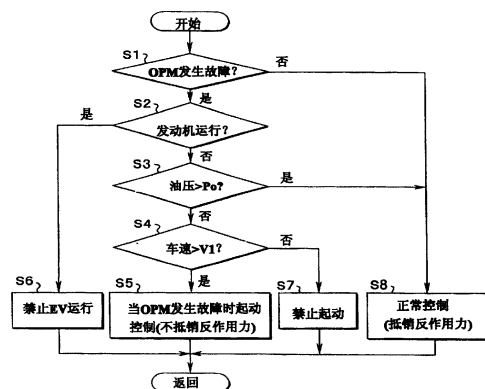 开始
S1
OPM发生故障?
否
是
S2
是
发动机运行?
否
S3
油压>Po?
是
否
S4
车速>V1?
否
是
S6
禁止EV运行
S5
当OPM发生故障时起动
控制(不抵销反作用力)
S7
禁止起动
S8
正常控制
(抵销反作用力)
返回